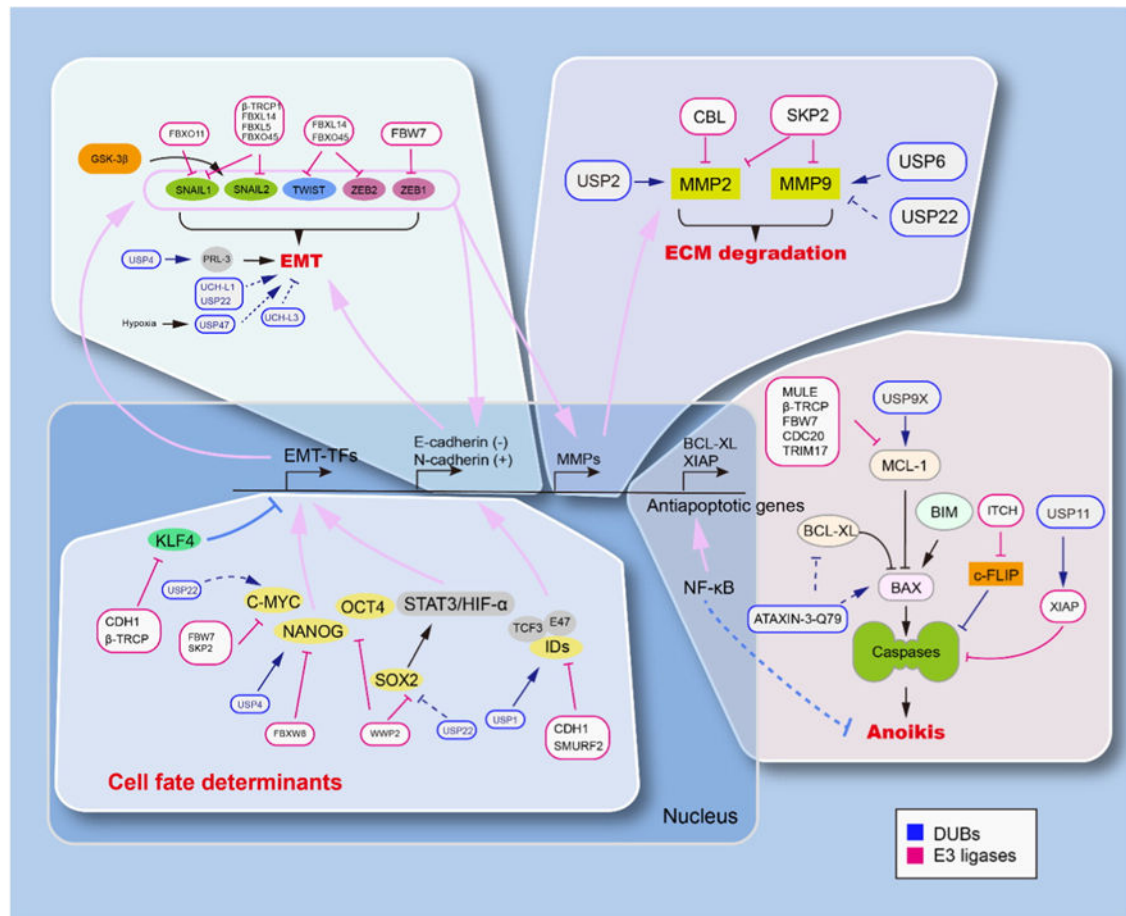 β-TRCP1
FBXL14
FBXL5
FBXO45
FBXO11
FBXL14
FBXO45
FBW7
GSK-3β
SNAIL1
SNAIL2
TWIST
ZEB2
ZEB1
USP4
PRL-3
EMT
UCH-L1
USP22
UCH-L3
Hypoxia
USP47
CBL
SKP2
USP2
MMP2
MMP9
USP6
USP22
ECM degradation
EMT-TFs
E-cadherin (-)
N-cadherin (+)
MMPs
BCL-XL
XIAP
Antiapoptotic genes
MULE
β-TRCP
FBW7
CDC20
TRIM17
USP9X
MCL-1
BIM
ITCH
USP11
BCL-XL
c-FLIP
BAX
NF-κB
ATAXIN-3-Q79
XIAP
Caspases
Anoikis
KLF4
USP22
C-MYC
OCT4
STAT3/HIF-α
CDH1
β-TRCP
FBW7
SKP2
NANOG
TCF3
E47
IDs
SOX2
USP4
FBXW8
WWP2
USP22
USP1
CDH1
SMURF2
Cell fate determinants
Nucleus
DUBs
E3 ligases